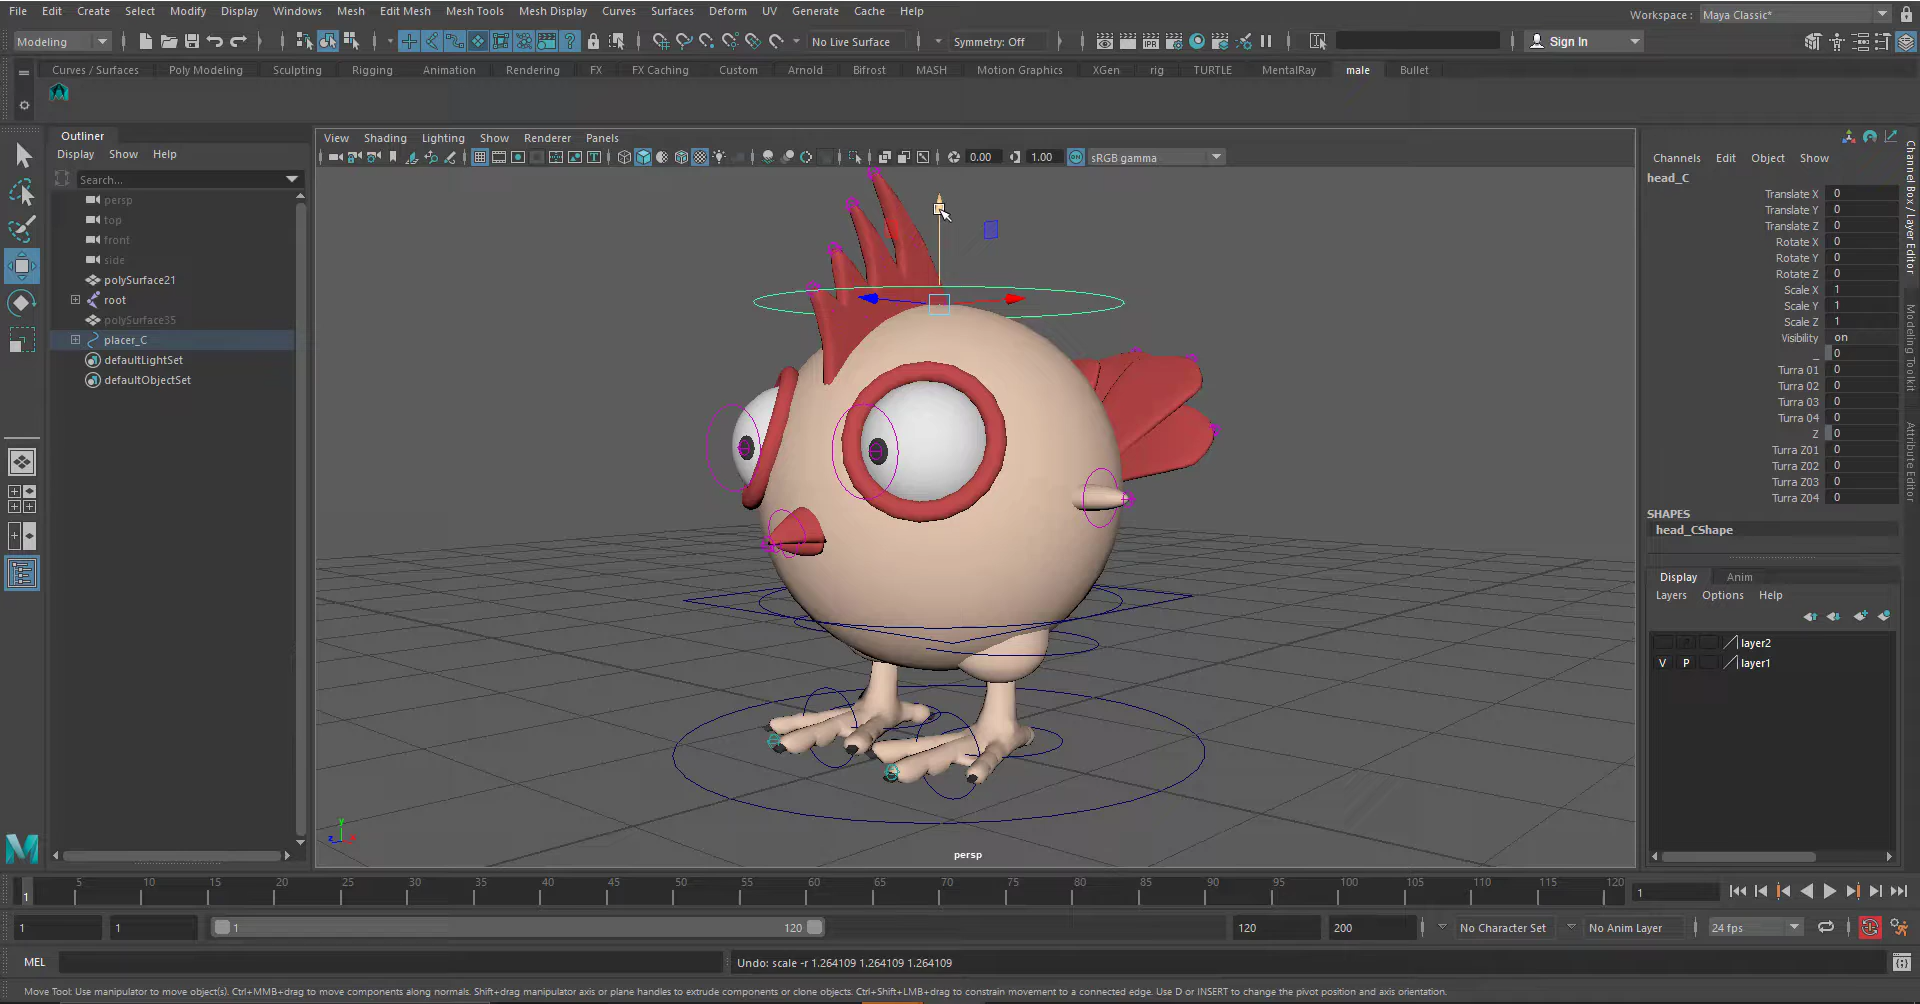 File Edit Create Select Modify Display Windows Mesh Edit Mesh Mesh Tools Mesh Display Curves Surfaces Deform UV Generate Cache Help
Workspace : Maya Classic*
Modeling No Live Surface Symmetry: Off Sign In
Curves / Surfaces Poly Modeling Sculpting Rigging Animation Rendering FX FX Caching Custom Arnold Bifrost MASH Motion Graphics XGen rig TURTLE MentalRay male Bullet
Outliner
Display Show Help
Search...
persp
top
front
side
polySurface21
root
polySurface35
placer_C
defaultLightSet
defaultObjectSet
View Shading Lighting Show Renderer Panels
0.00 1.00 sRGB gamma
persp
Channels Edit Object Show
head_C
Translate X 0
Translate Y 0
Translate Z 0
Rotate X 0
Rotate Y 0
Rotate Z 0
Scale X 1
Scale Y 1
Scale Z 1
Visibility on
_ 0
Turra 01 0
Turra 02 0
Turra 03 0
Turra 04 0
Z 0
Turra Z01 0
Turra Z02 0
Turra Z03 0
Turra Z04 0
SHAPES
head_CShape
Display Anim
Layers Options Help
layer2
V P layer1
Channel Box / Layer Editor
Modeling Toolkit
Attribute Editor
1 5 10 15 20 25 30 35 40 45 50 55 60 65 70 75 80 85 90 95 100 105 110 115 120 1
1 1 1 120 120 200 No Character Set No Anim Layer 24 fps
MEL Undo: scale -r 1.264109 1.264109 1.264109
Move Tool: Use manipulator to move object(s). Ctrl+MMB+drag to move components along normals. Shift+drag manipulator axis or plane handles to extrude components or clone objects. Ctrl+Shift+LMB+drag to constrain movement to a connected edge. Use D or INSERT to change the pivot position and axis orientation.